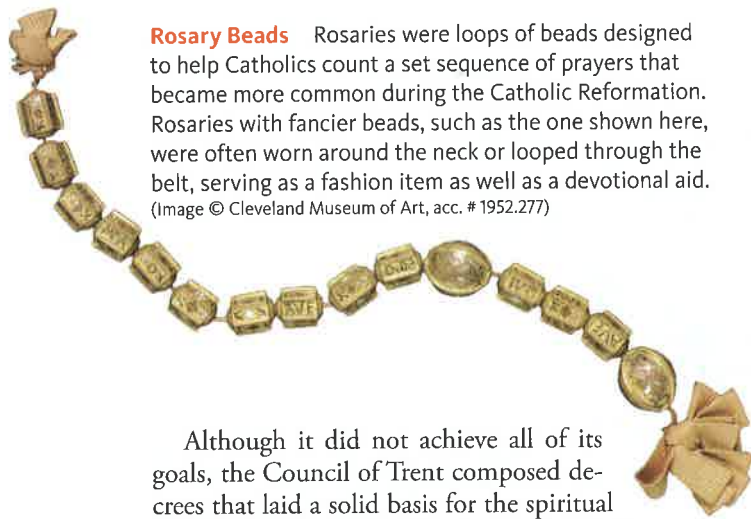 Rosary Beads Rosaries were loops of beads designed
to help Catholics count a set sequence of prayers that
became more common during the Catholic Reformation.
Rosaries with fancier beads, such as the one shown here,
were often worn around the neck or looped through the
belt, serving as a fashion item as well as a devotional aid.
(Image © Cleveland Museum of Art, acc. # 1952.277)
AVE
AVE
Although it did not achieve all of its
goals, the Council of Trent composed de-
crees that laid a solid basis for the spiritual